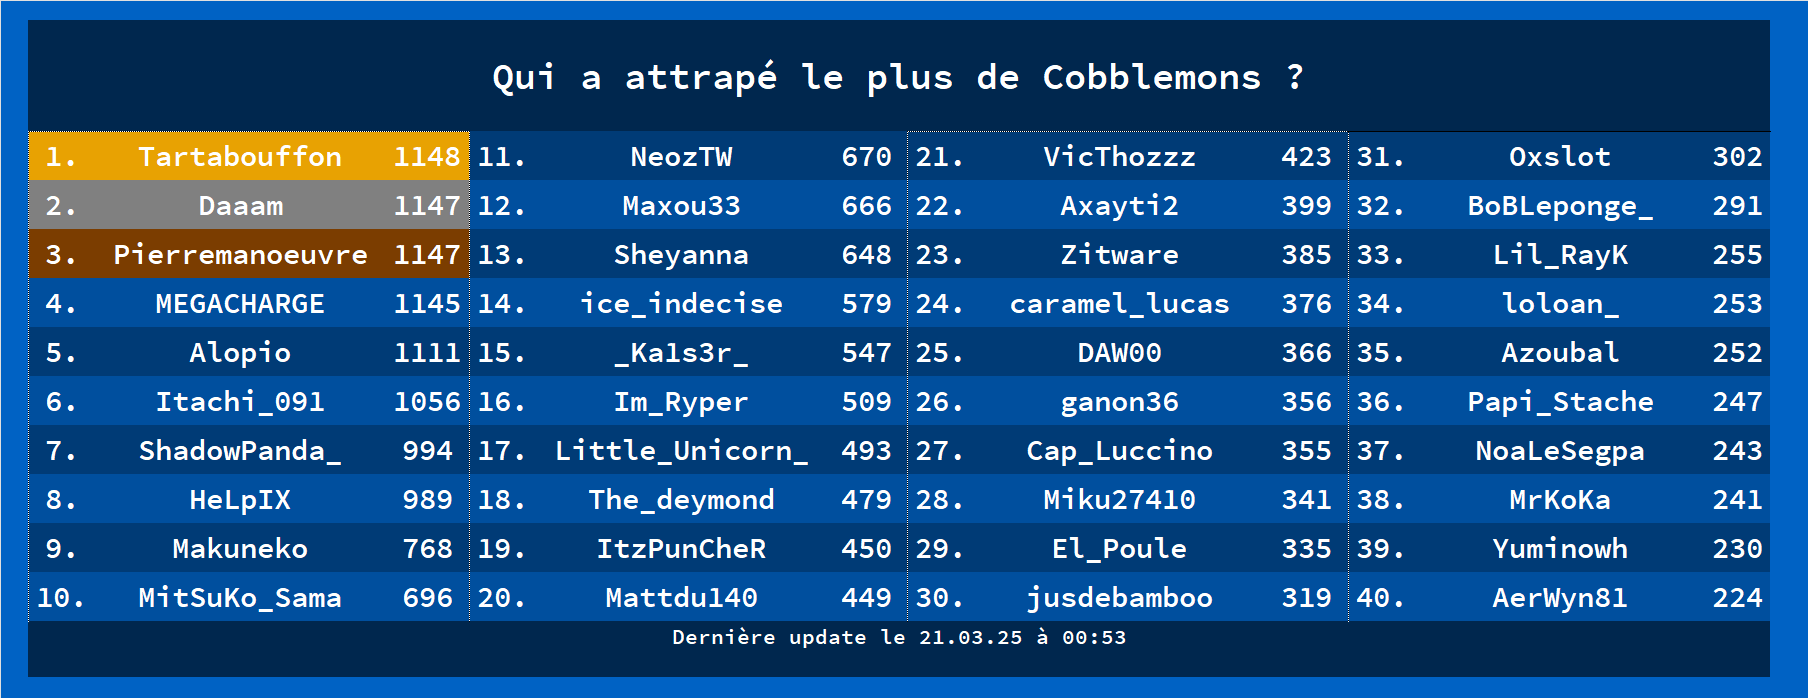 Qui a attrapé le plus de Cobblemons ?
1. Tartabouffon 1148 11. NeozTW 670 21. VicThozzz 423 31. Oxslot 302
2. Daaam 1147 12. Maxou33 666 22. Axayti2 399 32. BoBLeponge_ 291
3. Pierremanoeuvre 1147 13. Sheyanna 648 23. Zitware 385 33. Lil_RayK 255
4. MEGACHARGE 1145 14. ice_indecise 579 24. caramel_lucas 376 34. loloan_ 253
5. Alopio 1111 15. _Ka1s3r_ 547 25. DAW00 366 35. Azoubal 252
6. Itachi_091 1056 16. Im_Ryper 509 26. ganon36 356 36. Papi_Stache 247
7. ShadowPanda_ 994 17. Little_Unicorn_ 493 27. Cap_Luccino 355 37. NoaLeSegpa 243
8. HeLpIX 989 18. The_deymond 479 28. Miku27410 341 38. MrKoKa 241
9. Makuneko 768 19. ItzPunCheR 450 29. El_Poule 335 39. Yuminowh 230
10. MitSuKo_Sama 696 20. Mattdu140 449 30. jusdebamboo 319 40. AerWyn81 224
Dernière update le 21.03.25 à 00:53